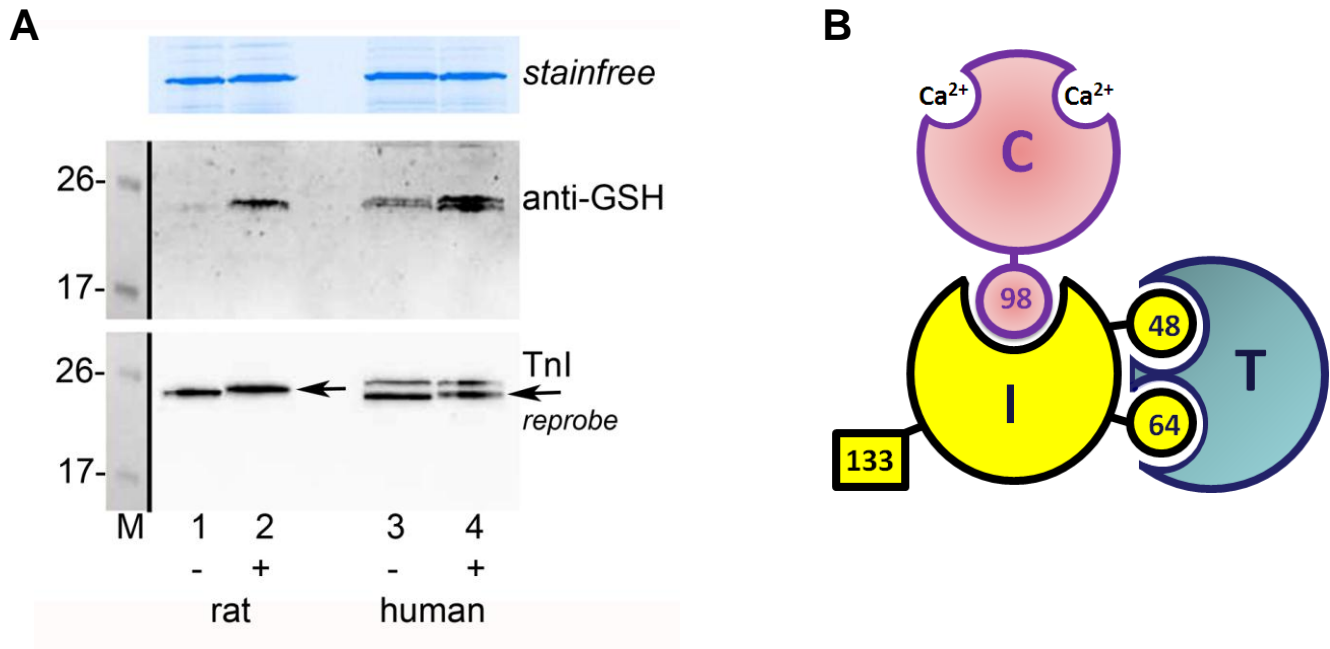 A
stainfree
26-
anti-GSH
17-
26-
TnI
reprobe
17-
M 1 2 3 4
- + - +
rat human
B
Ca²⁺ Ca²⁺
C
98
48
I
T
64
133